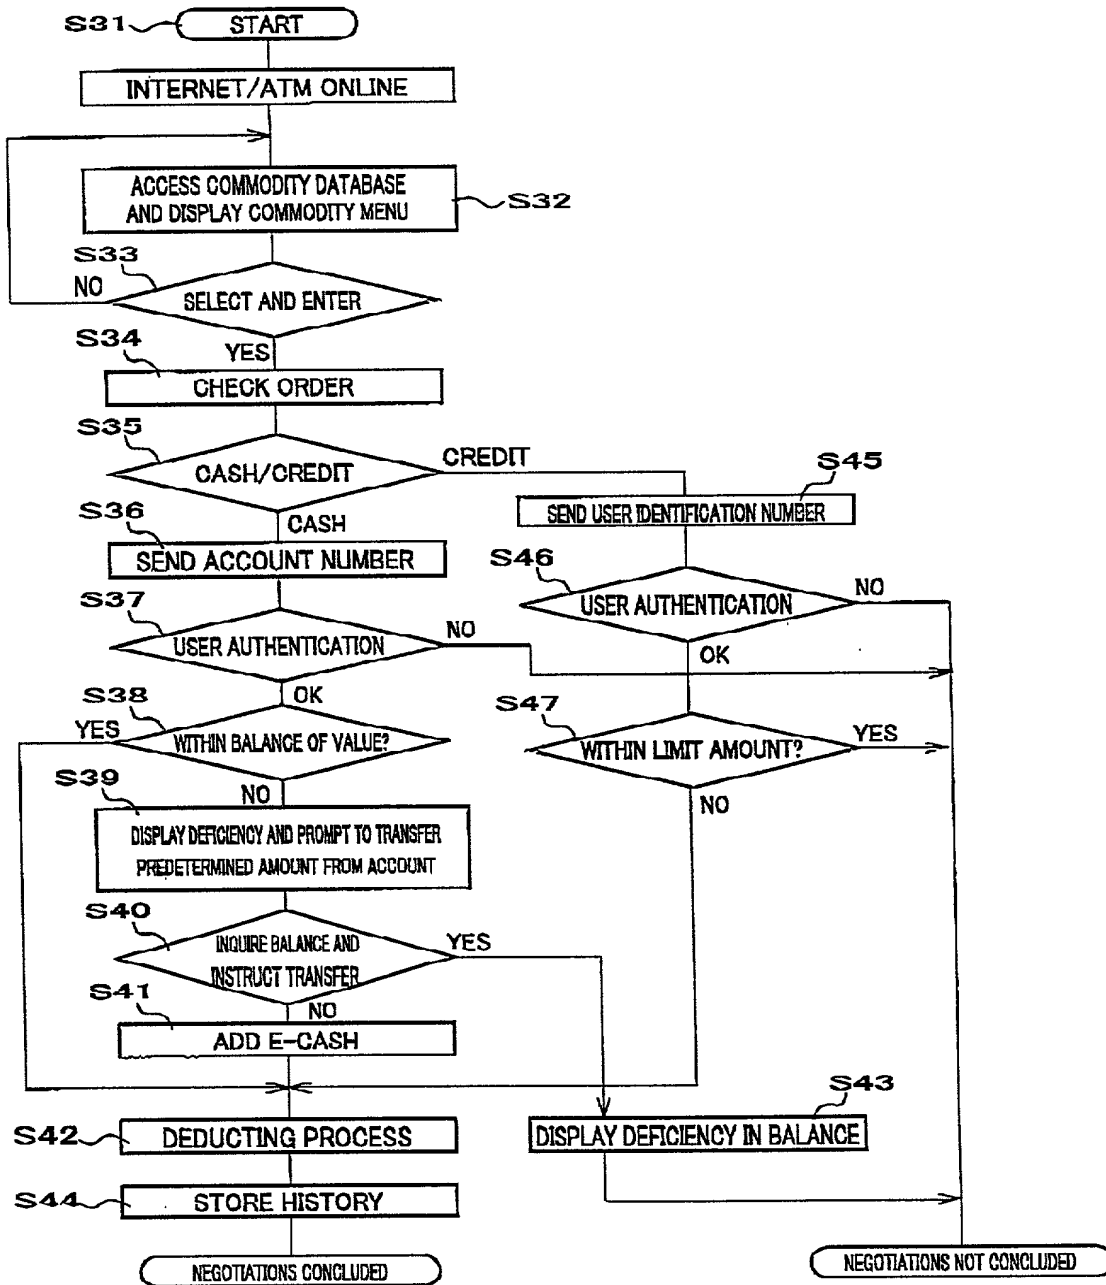 S31
START
INTERNET/ATM ONLINE
ACCESS COMMODITY DATABASE
AND DISPLAY COMMODITY MENU
S32
S33
NO
SELECT AND ENTER
YES
S34
CHECK ORDER
S35
CASH/CREDIT
CREDIT
CASH
S36
SEND ACCOUNT NUMBER
S37
USER AUTHENTICATION
NO
OK
S38
YES
WITHIN BALANCE OF VALUE?
NO
S39
DISPLAY DEFICIENCY AND PROMPT TO TRANSFER
PREDETERMINED AMOUNT FROM ACCOUNT
S40
INQUIRE BALANCE AND
INSTRUCT TRANSFER
YES
NO
S41
ADD E-CASH
S45
SEND USER IDENTIFICATION NUMBER
S46
USER AUTHENTICATION
NO
OK
S47
WITHIN LIMIT AMOUNT?
YES
NO
S42
DEDUCTING PROCESS
S43
DISPLAY DEFICIENCY IN BALANCE
S44
STORE HISTORY
NEGOTIATIONS CONCLUDED
NEGOTIATIONS NOT CONCLUDED